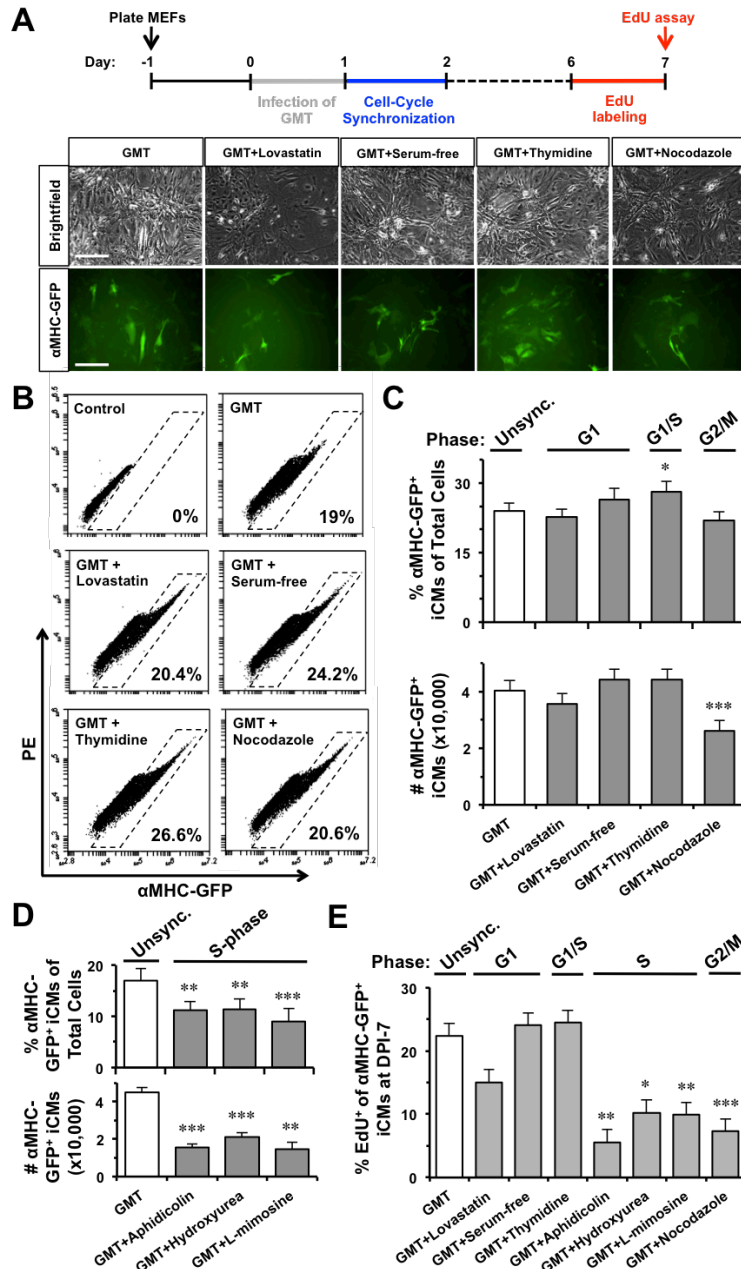 A
Plate MEFs
EdU assay
Day: -1 0 1 2 6 7
Infection of GMT
Cell-Cycle Synchronization
EdU labeling
GMT GMT+Lovastatin GMT+Serum-free GMT+Thymidine GMT+Nocodazole
Brightfield
αMHC-GFP
B
Control
0%
GMT
19%
GMT + Lovastatin
20.4%
GMT + Serum-free
24.2%
GMT + Thymidine
26.6%
GMT + Nocodazole
20.6%
PE
αMHC-GFP
C
Phase: Unsync. G1 G1/S G2/M
% αMHC-GFP+ iCMs of Total Cells
30
15
0
*
# αMHC-GFP+ iCMs (x10,000)
4
2
0
***
GMT
GMT+Lovastatin
GMT+Serum-free
GMT+Thymidine
GMT+Nocodazole
D
Unsync. S-phase
% αMHC-GFP+ iCMs of Total Cells
20
10
0
** ** ***
# αMHC-GFP+ iCMs (x10,000)
4
2
0
*** *** **
GMT
GMT+Aphidicolin
GMT+Hydroxyurea
GMT+L-mimosine
E
Phase: Unsync. G1 G1/S S G2/M
% EdU+ of αMHC-GFP+ iCMs at DPI-7
30
20
10
0
** * ** ***
GMT
GMT+Lovastatin
GMT+Serum-free
GMT+Thymidine
GMT+Aphidicolin
GMT+Hydroxyurea
GMT+L-mimosine
GMT+Nocodazole